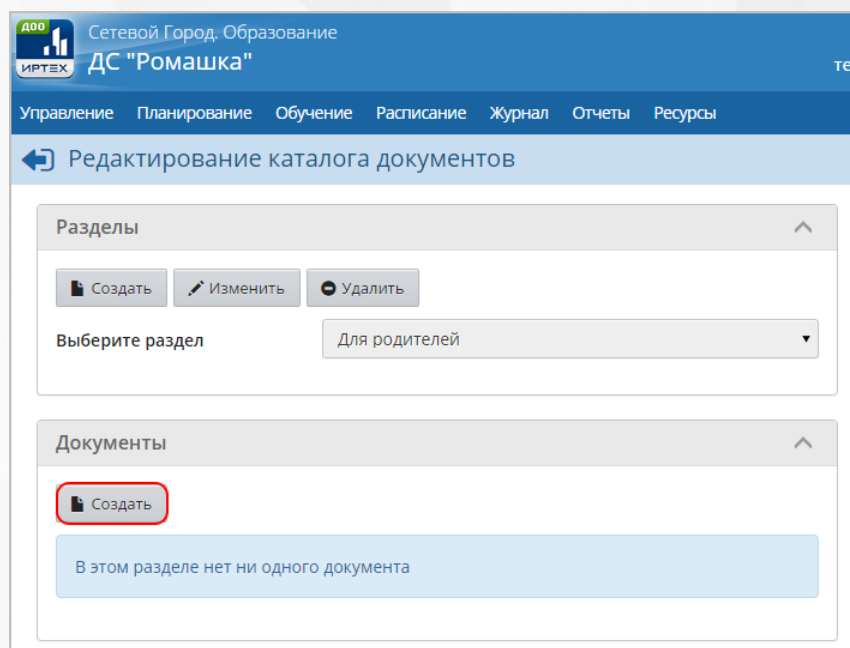 ДОО
ИРТЕХ
Сетевой Город. Образование
ДС "Ромашка"
те
Управление Планирование Обучение Расписание Журнал Отчеты Ресурсы
Редактирование каталога документов
Разделы
Создать Изменить Удалить
Выберите раздел Для родителей
Документы
Создать
В этом разделе нет ни одного документа